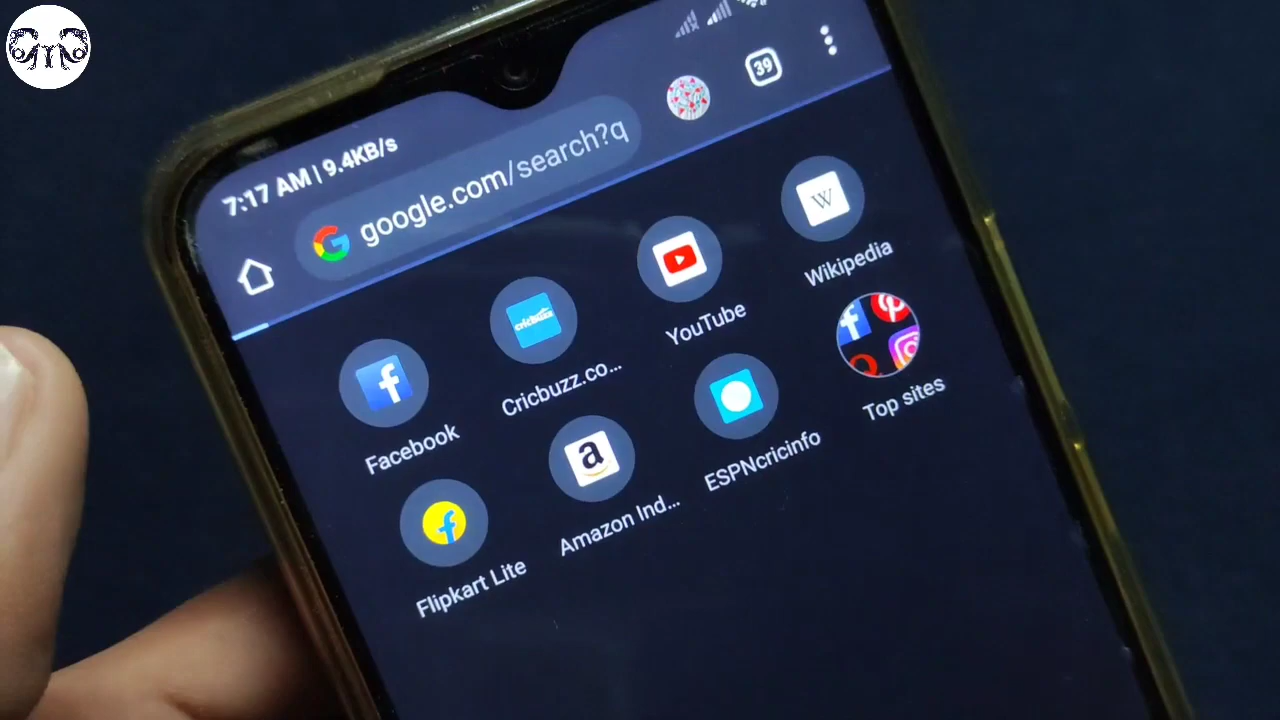 7:17 AM | 9.4KB/s
google.com/search?q
39
Facebook
cricbuzz
Cricbuzz.co...
YouTube
W
Wikipedia
Flipkart Lite
a
Amazon Ind...
ESPNcricinfo
Top sites